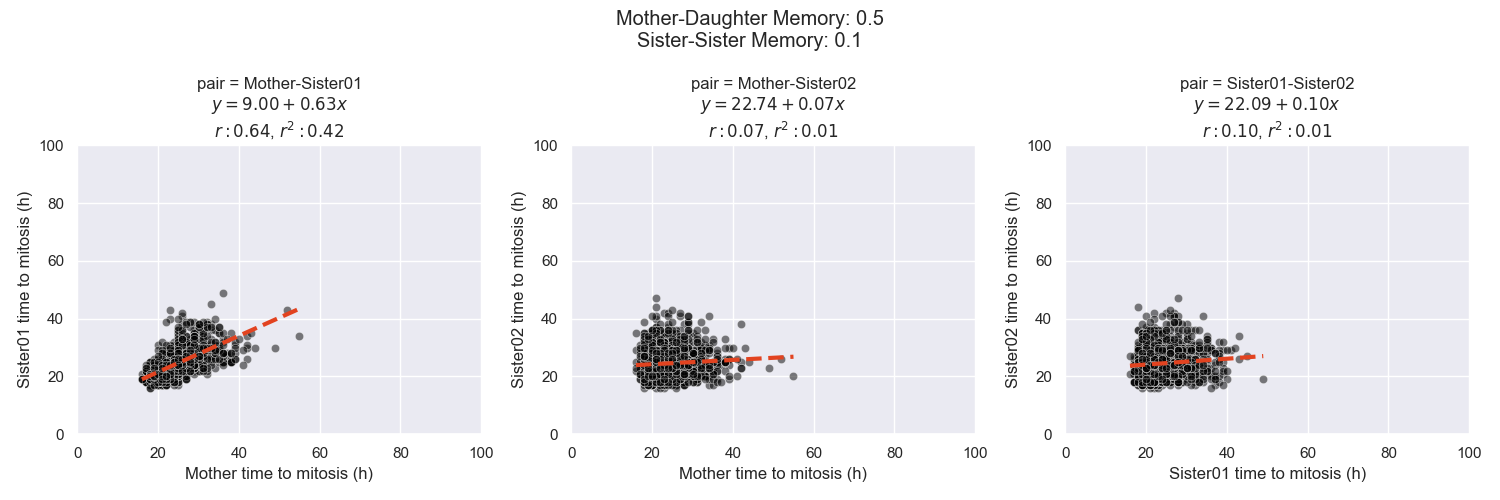 Mother-Daughter Memory: 0.5
Sister-Sister Memory: 0.1
pair = Mother-Sister01
y = 9.00 + 0.63x
r : 0.64, r² : 0.42
100
80
60
40
20
0
Sister01 time to mitosis (h)
0 20 40 60 80 100
Mother time to mitosis (h)
pair = Mother-Sister02
y = 22.74 + 0.07x
r : 0.07, r² : 0.01
100
80
60
40
20
0
Sister02 time to mitosis (h)
0 20 40 60 80 100
Mother time to mitosis (h)
pair = Sister01-Sister02
y = 22.09 + 0.10x
r : 0.10, r² : 0.01
100
80
60
40
20
0
Sister02 time to mitosis (h)
0 20 40 60 80 100
Sister01 time to mitosis (h)